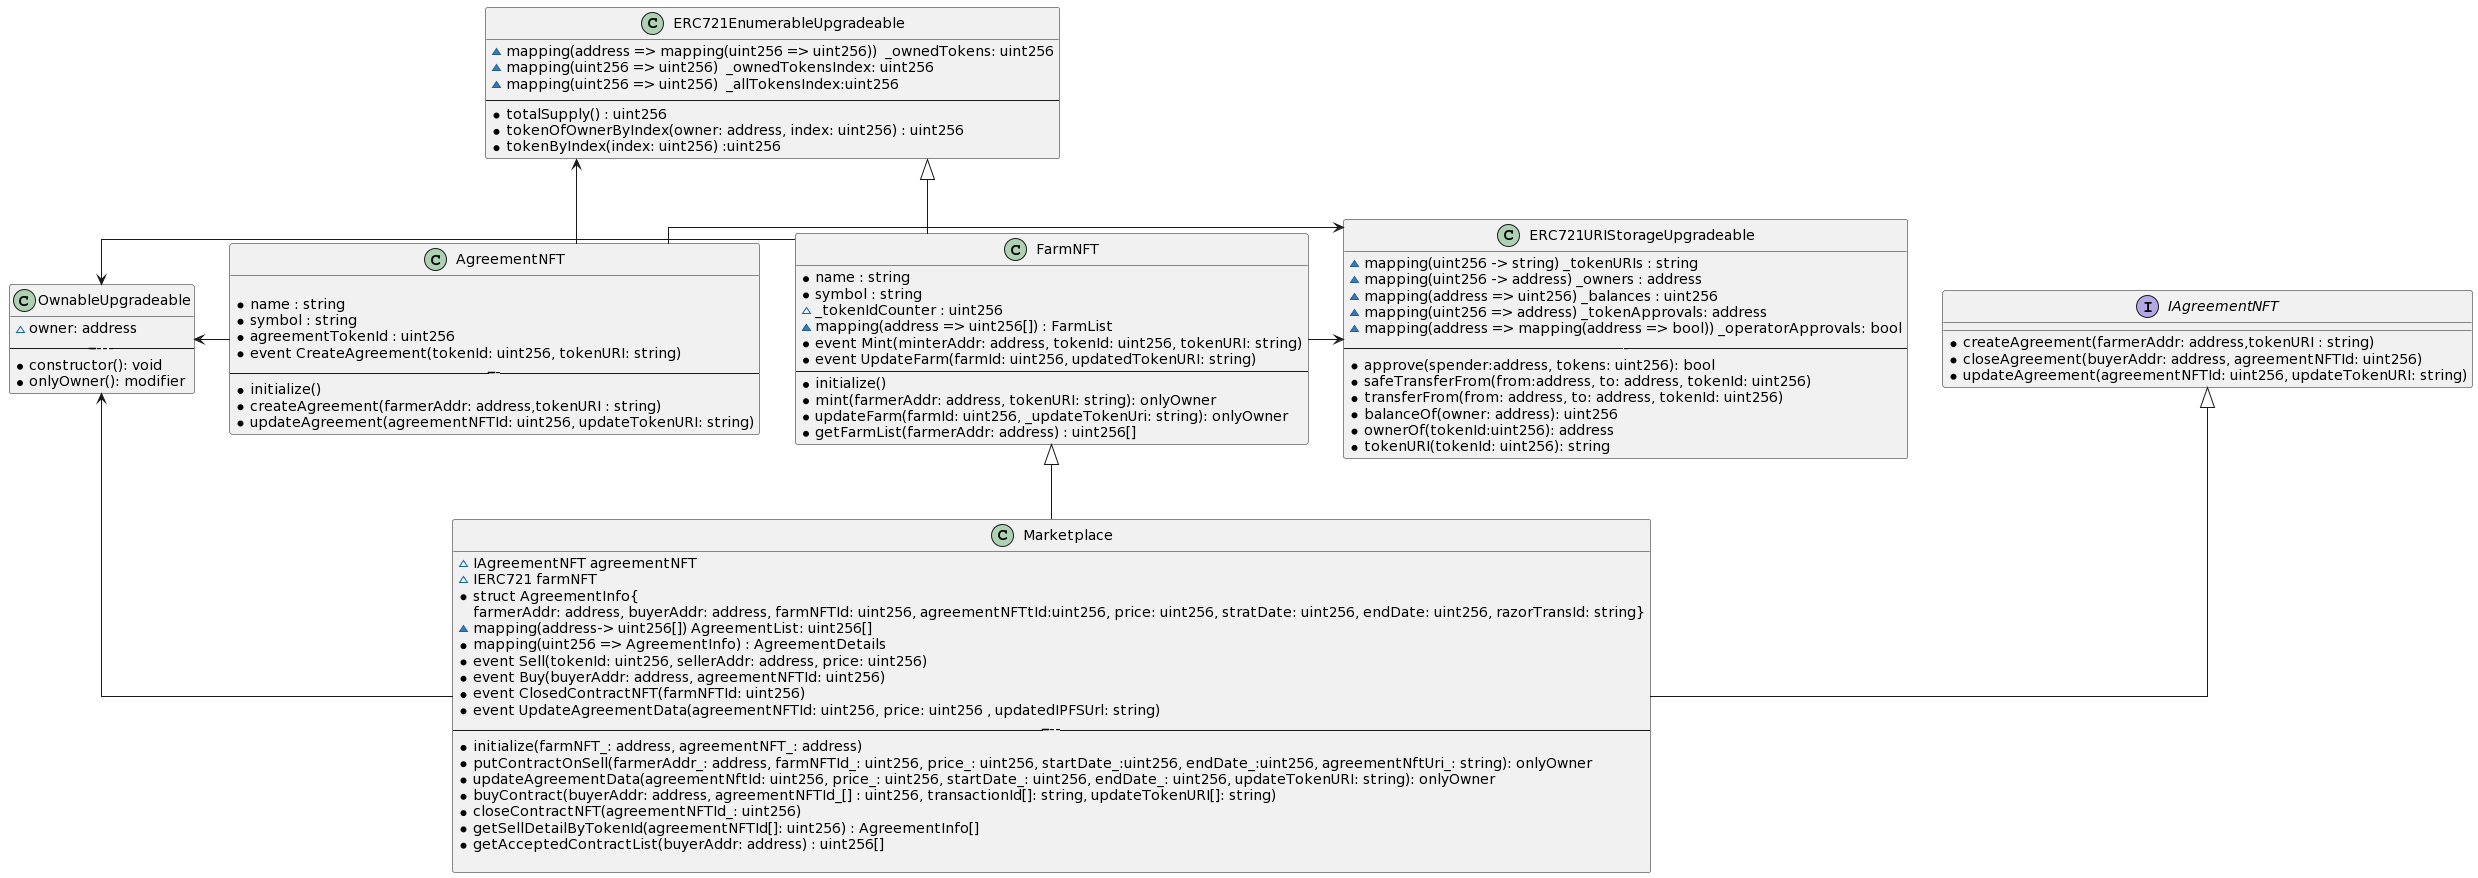 ERC721EnumerableUpgradeable
mapping(address => mapping(uint256 => uint256)) _ownedTokens: uint256
mapping(uint256 => uint256) _ownedTokensIndex: uint256
mapping(uint256 => uint256) _allTokensIndex:uint256
totalSupply() : uint256
tokenOfOwnerByIndex(owner: address, index: uint256) : uint256
tokenByIndex(index: uint256) :uint256
OwnableUpgradeable
owner: address
constructor(): void
onlyOwner(): modifier
AgreementNFT
name : string
symbol : string
agreementTokenId : uint256
event CreateAgreement(tokenId: uint256, tokenURI: string)
initialize()
createAgreement(farmerAddr: address,tokenURI : string)
updateAgreement(agreementNFTId: uint256, updateTokenURI: string)
FarmNFT
name : string
symbol : string
_tokenIdCounter : uint256
mapping(address => uint256[]) : FarmList
event Mint(minterAddr: address, tokenId: uint256, tokenURI: string)
event UpdateFarm(farmId: uint256, updatedTokenURI: string)
initialize()
mint(farmerAddr: address, tokenURI: string): onlyOwner
updateFarm(farmId: uint256, _updateTokenUri: string): onlyOwner
getFarmList(farmerAddr: address) : uint256[]
ERC721URIStorageUpgradeable
mapping(uint256 -> string) _tokenURIs : string
mapping(uint256 -> address) _owners : address
mapping(address => uint256) _balances : uint256
mapping(uint256 => address) _tokenApprovals: address
mapping(address => mapping(address => bool)) _operatorApprovals: bool
approve(spender:address, tokens: uint256): bool
safeTransferFrom(from:address, to: address, tokenId: uint256)
transferFrom(from: address, to: address, tokenId: uint256)
balanceOf(owner: address): uint256
ownerOf(tokenId:uint256): address
tokenURI(tokenId: uint256): string
IAgreementNFT
createAgreement(farmerAddr: address,tokenURI : string)
closeAgreement(buyerAddr: address, agreementNFTId: uint256)
updateAgreement(agreementNFTId: uint256, updateTokenURI: string)
Marketplace
IAgreementNFT agreementNFT
IERC721 farmNFT
struct AgreementInfo{
farmerAddr: address, buyerAddr: address, farmNFTId: uint256, agreementNFTtId:uint256, price: uint256, stratDate: uint256, endDate: uint256, razorTransId: string}
mapping(address-> uint256[]) AgreementList: uint256[]
mapping(uint256 => AgreementInfo) : AgreementDetails
event Sell(tokenId: uint256, sellerAddr: address, price: uint256)
event Buy(buyerAddr: address, agreementNFTId: uint256)
event ClosedContractNFT(farmNFTId: uint256)
event UpdateAgreementData(agreementNFTId: uint256, price: uint256 , updatedIPFSUrl: string)
initialize(farmNFT_: address, agreementNFT_: address)
putContractOnSell(farmerAddr_: address, farmNFTId_: uint256, price_: uint256, startDate_:uint256, endDate_:uint256, agreementNftUri_: string): onlyOwner
updateAgreementData(agreementNftId: uint256, price_: uint256, startDate_: uint256, endDate_: uint256, updateTokenURI: string): onlyOwner
buyContract(buyerAddr: address, agreementNFTId_[] : uint256, transactionId[]: string, updateTokenURI[]: string)
closeContractNFT(agreementNFTId_: uint256)
getSellDetailByTokenId(agreementNFTId[]: uint256) : AgreementInfo[]
getAcceptedContractList(buyerAddr: address) : uint256[]